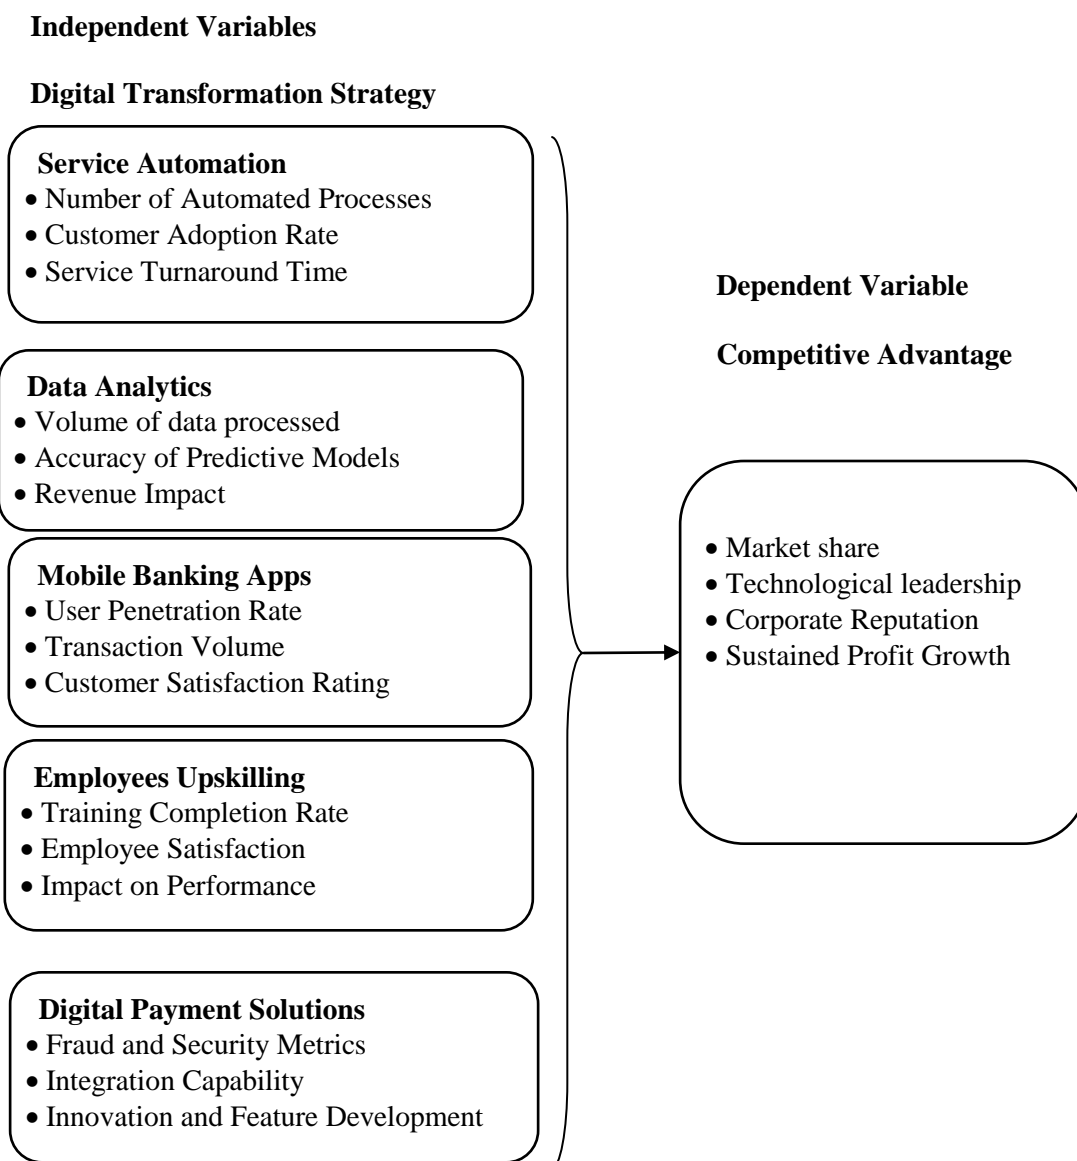 Independent Variables
Digital Transformation Strategy
Service Automation
• Number of Automated Processes
• Customer Adoption Rate
• Service Turnaround Time
Data Analytics
• Volume of data processed
• Accuracy of Predictive Models
• Revenue Impact
Mobile Banking Apps
• User Penetration Rate
• Transaction Volume
• Customer Satisfaction Rating
Employees Upskilling
• Training Completion Rate
• Employee Satisfaction
• Impact on Performance
Digital Payment Solutions
• Fraud and Security Metrics
• Integration Capability
• Innovation and Feature Development
Dependent Variable
Competitive Advantage
• Market share
• Technological leadership
• Corporate Reputation
• Sustained Profit Growth